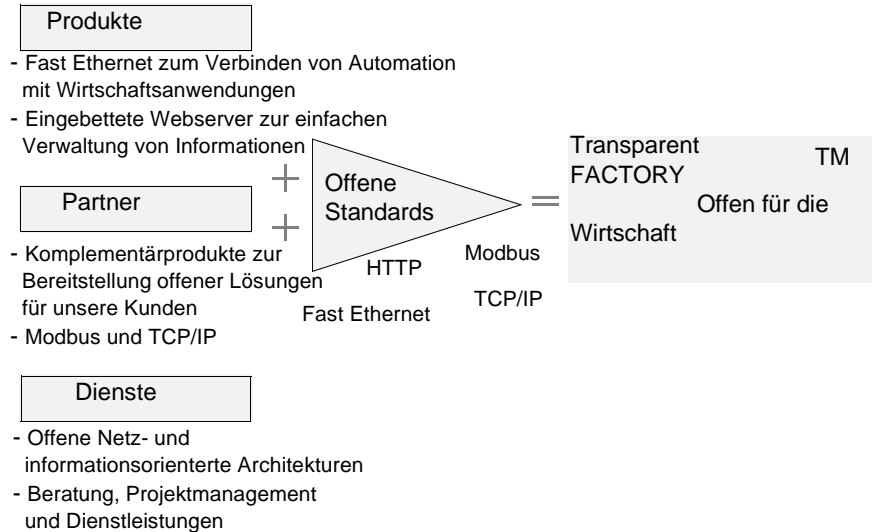 Produkte
- Fast Ethernet zum Verbinden von Automation
mit Wirtschaftsanwendungen
- Eingebettete Webserver zur einfachen
Verwaltung von Informationen
Partner
- Komplementärprodukte zur
Bereitstellung offener Lösungen
für unsere Kunden
- Modbus und TCP/IP
Dienste
- Offene Netz- und
informationsorienterte Architekturen
- Beratung, Projektmanagement
und Dienstleistungen
+
+
Offene
Standards
HTTP
Modbus
Fast Ethernet
TCP/IP
=
Transparent TM
FACTORY
Offen für die
Wirtschaft